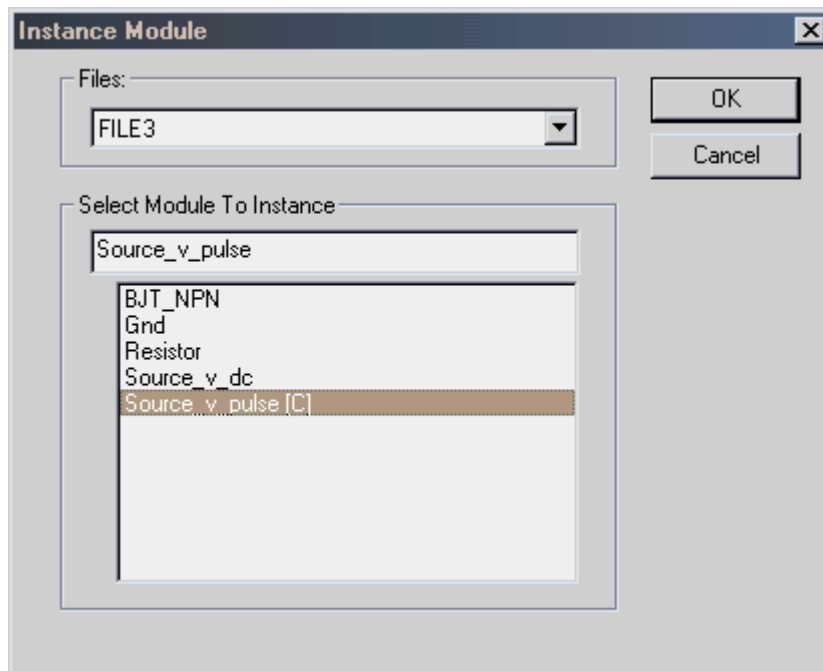 Instance Module
Files:
FILE3
OK
Cancel
Select Module To Instance
Source_v_pulse
BJT_NPN
Gnd
Resistor
Source_v_dc
Source_v_pulse [C]